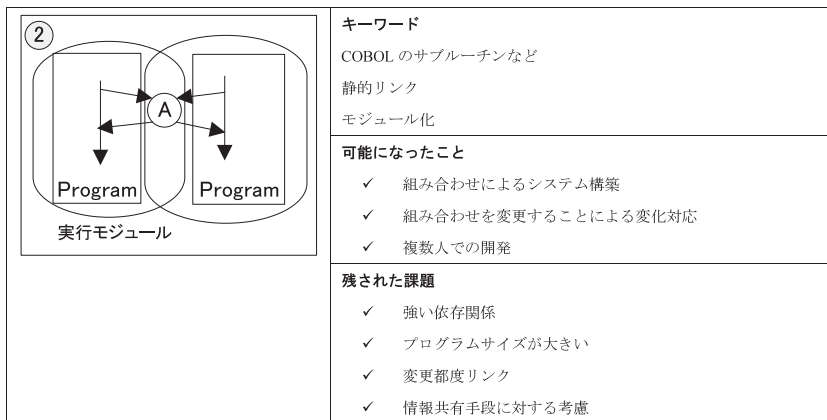 ②
A
Program
Program
実行モジュール
キーワード
COBOL のサブルーチンなど
静的リンク
モジュール化
可能になったこと
✓ 組み合わせによるシステム構築
✓ 組み合わせを変更することによる変化対応
✓ 複数人での開発
残された課題
✓ 強い依存関係
✓ プログラムサイズが大きい
✓ 変更都度リンク
✓ 情報共有手段に対する考慮